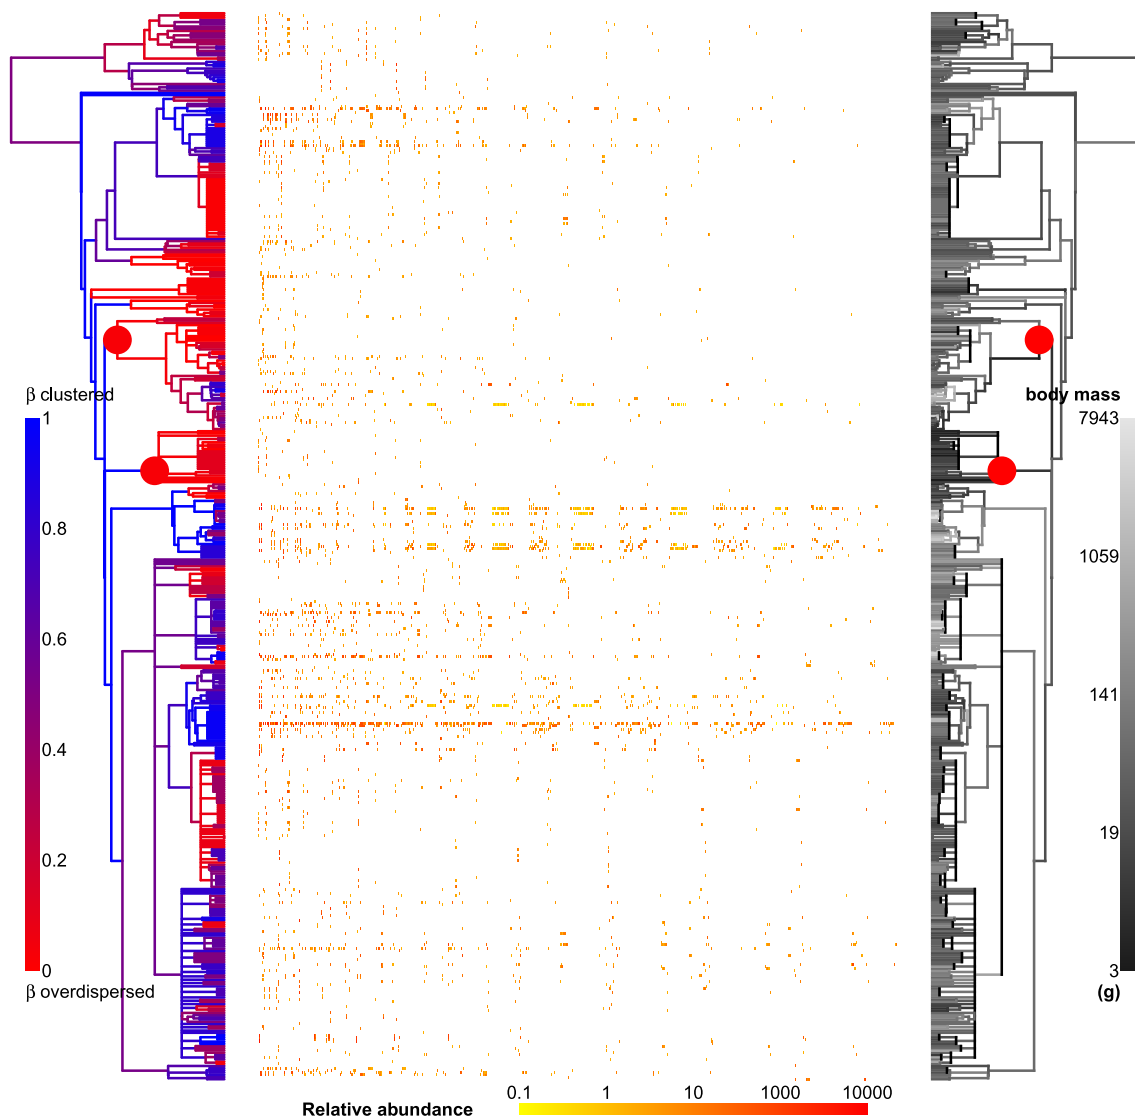 β clustered
1
0.8
0.6
0.4
0.2
0
β overdispersed
body mass
7943
1059
141
19
3
(g)
0.1 1 10 1000 10000
Relative abundance